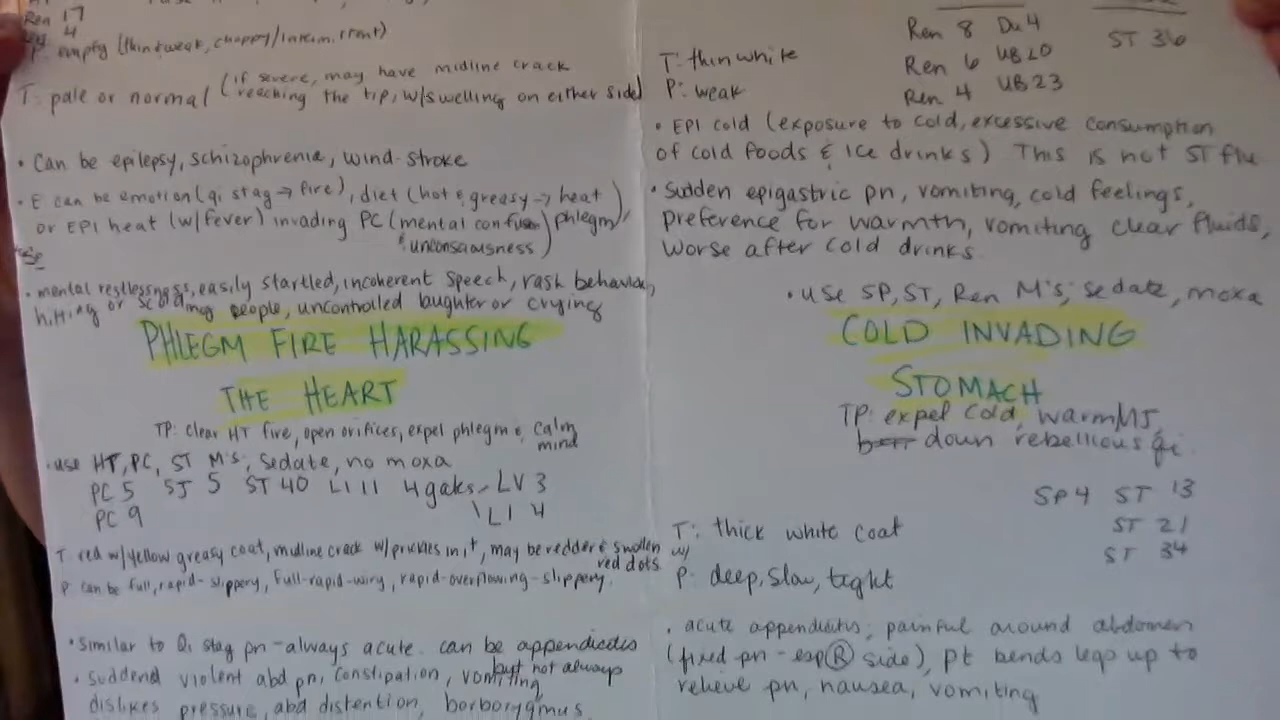 Ren 17
4
P: empty (thin & weak, choppy/intermittent)
T: pale or normal (if severe, may have midline crack
reaching the tip, w/swelling on either side)
• Can be epilepsy, schizophrenia, wind-stroke
• E can be emotion (qi stag → fire), diet (hot & greasy → heat
phlegm),
or EPI heat (w/fever) invading PC (mental confusion
& unconsciousness)
• mental restlessness, easily startled, incoherent speech, rash behavior,
hitting or scolding people, uncontrolled laughter or crying
PHLEGM FIRE HARASSING
THE HEART
TP: clear HT fire, open orifices, expel phlegm & calm
mind
• use HT, PC, ST M's; sedate, no moxa
PC 5 SJ 5 ST 40 LI 11 4 gates LV 3
PC 9 LI 4
T: red w/yellow greasy coat, midline crack w/prickles in it, may be redder & swollen w/
red dots
P: can be full, rapid-slippery, full-rapid-wiry, rapid-overflowing-slippery.
• Similar to Qi stag pn - always acute. can be appendicitis
but not always
• suddend violent abd pn, constipation, vomiting
dislikes pressure, abd distention, borborygmus
Ren 8 Du 4 ST 36
T: thin white Ren 6 UB 20
P: weak Ren 4 UB 23
• EPI cold (exposure to cold, excessive consumption
of cold foods & ice drinks) This is not ST flu
• Sudden epigastric pn, vomiting, cold feelings,
preference for warmth, vomiting clear fluids,
worse after cold drinks.
• use SP, ST, Ren M's; sedate, moxa
COLD INVADING
STOMACH
TP: expel cold, warm MJ,
down rebellious qi
SP 4 ST 13
ST 21
ST 34
T: thick white coat
P: deep, slow, tight
• acute appendicitis; painful around abdomen
(fixed pn - esp Ⓡ side), pt bends legs up to
relieve pn, nausea, vomiting